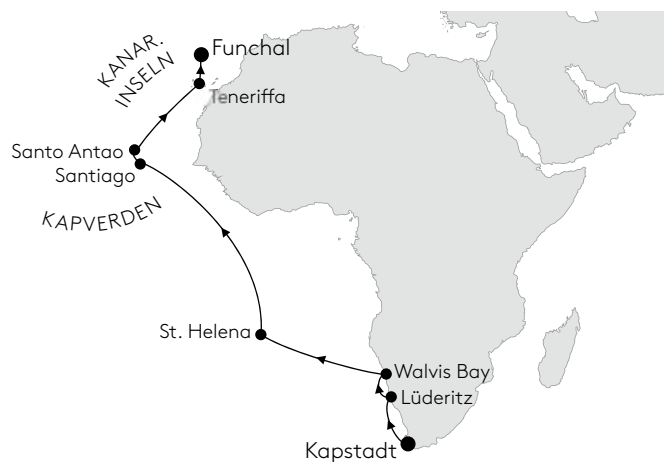 Funchal
KANAR.
INSELN
Teneriffa
Santo Antao
Santiago
KAPVERDEN
St. Helena
Walvis Bay
Lüderitz
Kapstadt